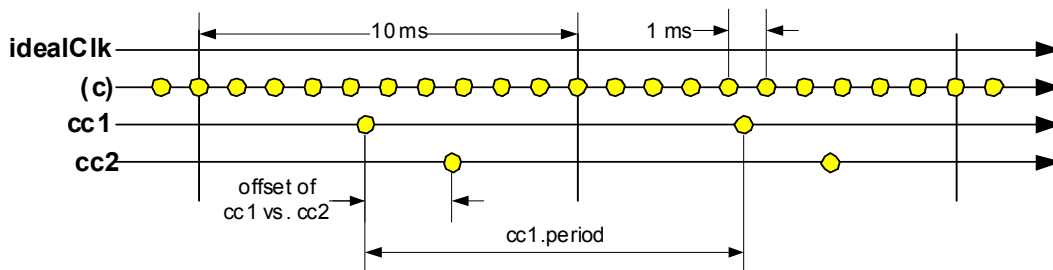 10 ms
1 ms
idealClk
(c)
cc1
cc2
offset of
cc1 vs. cc2
cc1.period